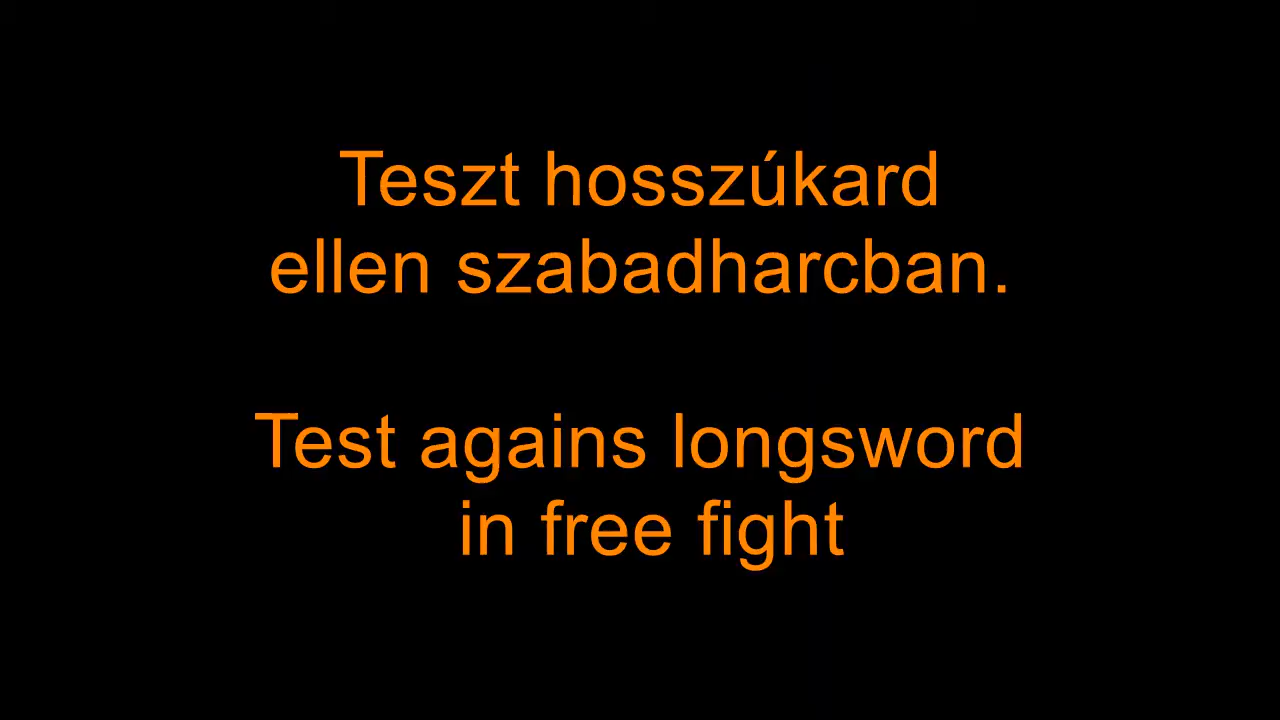 Teszt hosszúkard
ellen szabadharcban.
Test agains longsword
in free fight